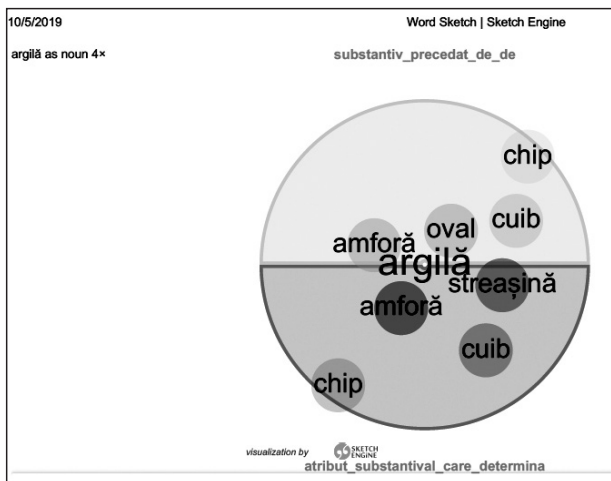 10/5/2019 Word Sketch | Sketch Engine
argilă as noun 4×
substantiv_precedat_de_de
chip
cuib
oval
amforă
argilă
streașină
amforă
cuib
chip
visualization by SKETCH ENGINE
atribut_substantival_care_determina